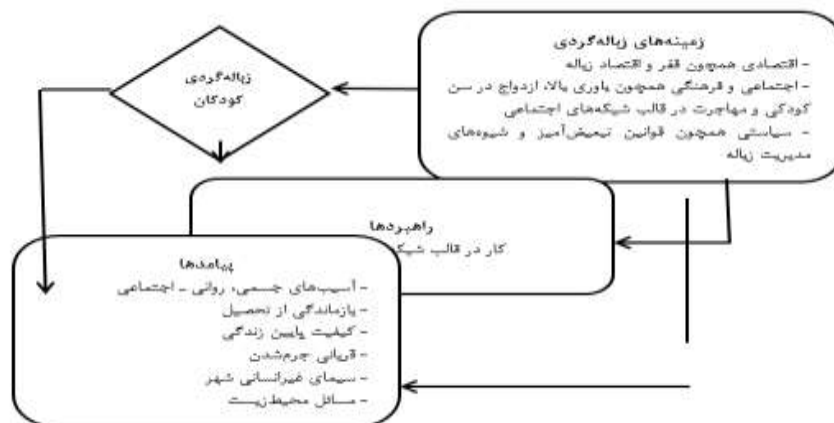 زمینه‌های زباله‌گردی
- اقتصادی همچون فقر و اقتصاد زباله
- اجتماعی و فرهنگی همچون باوری بالا، ازدواج در سن
کودکی و مهاجرت در قالب شبکه‌های اجتماعی
- سیاستی همچون قوانین تبعیض‌آمیز و شیوه‌های
مدیریت زباله
زباله‌گردی
کودکان
راهبردها
کار در قالب
پیامدها
- آسیب‌های جسمی، روانی ـ اجتماعی
- بازماندگی از تحصیل
- کیفیت پایین زندگی
- قربانی جرم‌شدن
- سیمای غیرانسانی شهر
- مسائل محیط‌زیست